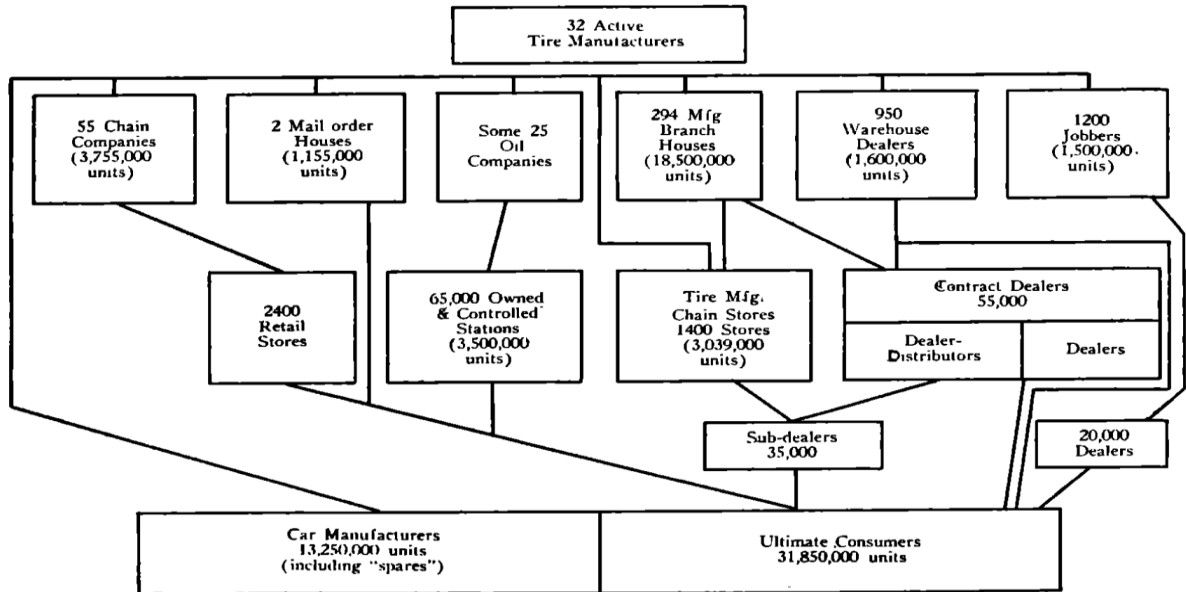 32 Active
Tire Manufacturers
55 Chain
Companies
(3,755,000
units)
2 Mail order
Houses
(1,155,000
units)
Some 25
Oil
Companies
294 Mfg
Branch
Houses
(18,500,000
units)
950
Warehouse
Dealers
(1,600,000
units)
1200
Jobbers
(1,500,000.
units)
2400
Retail
Stores
65,000 Owned
& Controlled
Stations
(3,500,000
units)
Tire Mfg.
Chain Stores
1400 Stores
(3,039,000
units)
Contract Dealers
55,000
Dealer-
Distributors
Dealers
Sub-dealers
35,000
20,000
Dealers
Car Manufacturers
13,250,000 units
(including "spares")
Ultimate Consumers
31,850,000 units